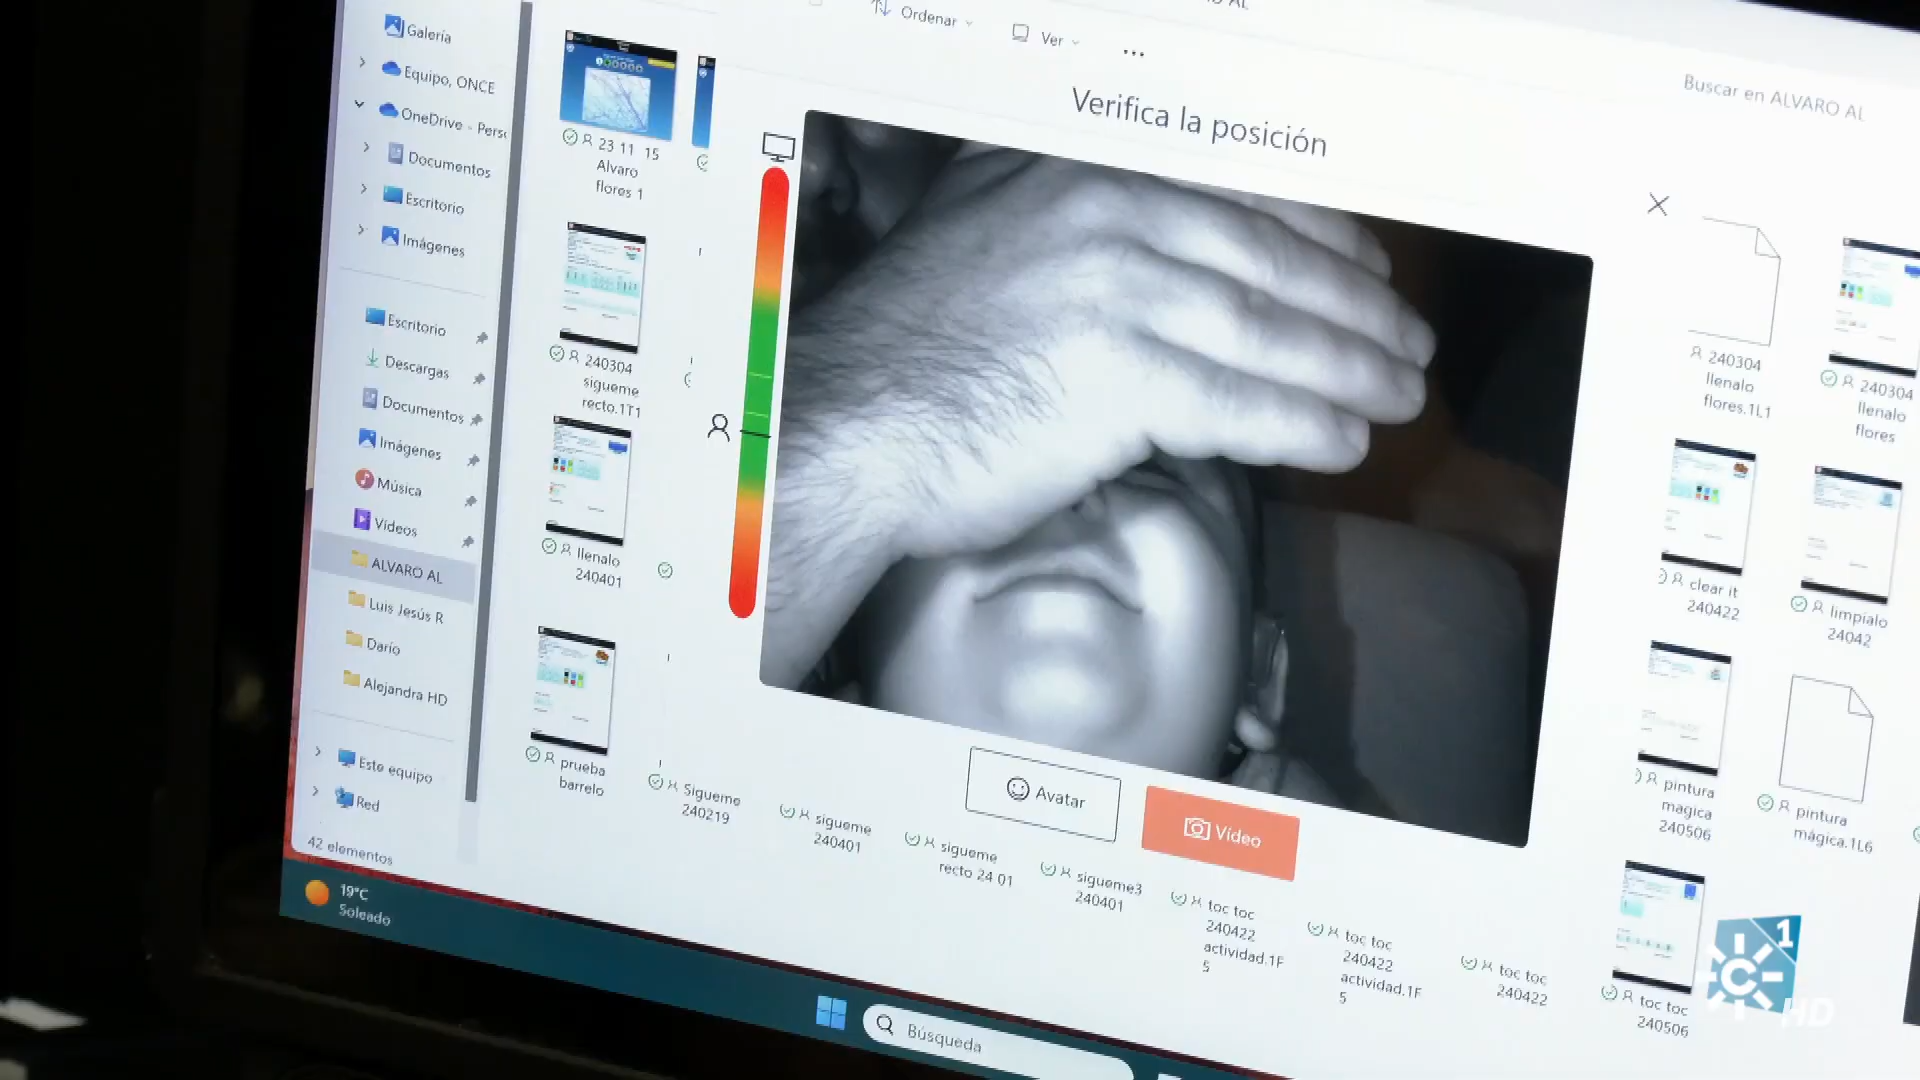 Ordenar
Ver
...
Buscar en ALVARO AL
Galería
Equipo, ONCE
OneDrive - Perso
Documentos
Escritorio
Imágenes
Escritorio
Descargas
Documentos
Imágenes
Música
Vídeos
ALVARO AL
Luis Jesús R
Darío
Alejandra HD
Este equipo
Red
42 elementos
23 11 15
Alvaro
flores 1
240304
sigueme
recto.1T1
llenalo
240401
prueba
barrelo
Verifica la posición
Avatar
Vídeo
Sigueme
240219
sigueme
240401
sigueme
recto 24 01
sigueme3
240401
toc toc
240422
actividad.1F
5
toc toc
240422
actividad.1F
5
toc toc
240422
toc toc
240506
240304
llenalo
flores.1L1
240304
llenalo
flores
clear it
240422
limpialo
24042
pintura
magica
240506
pintura
mágica.1L6
19°C
Soleado
Búsqueda
1
HD